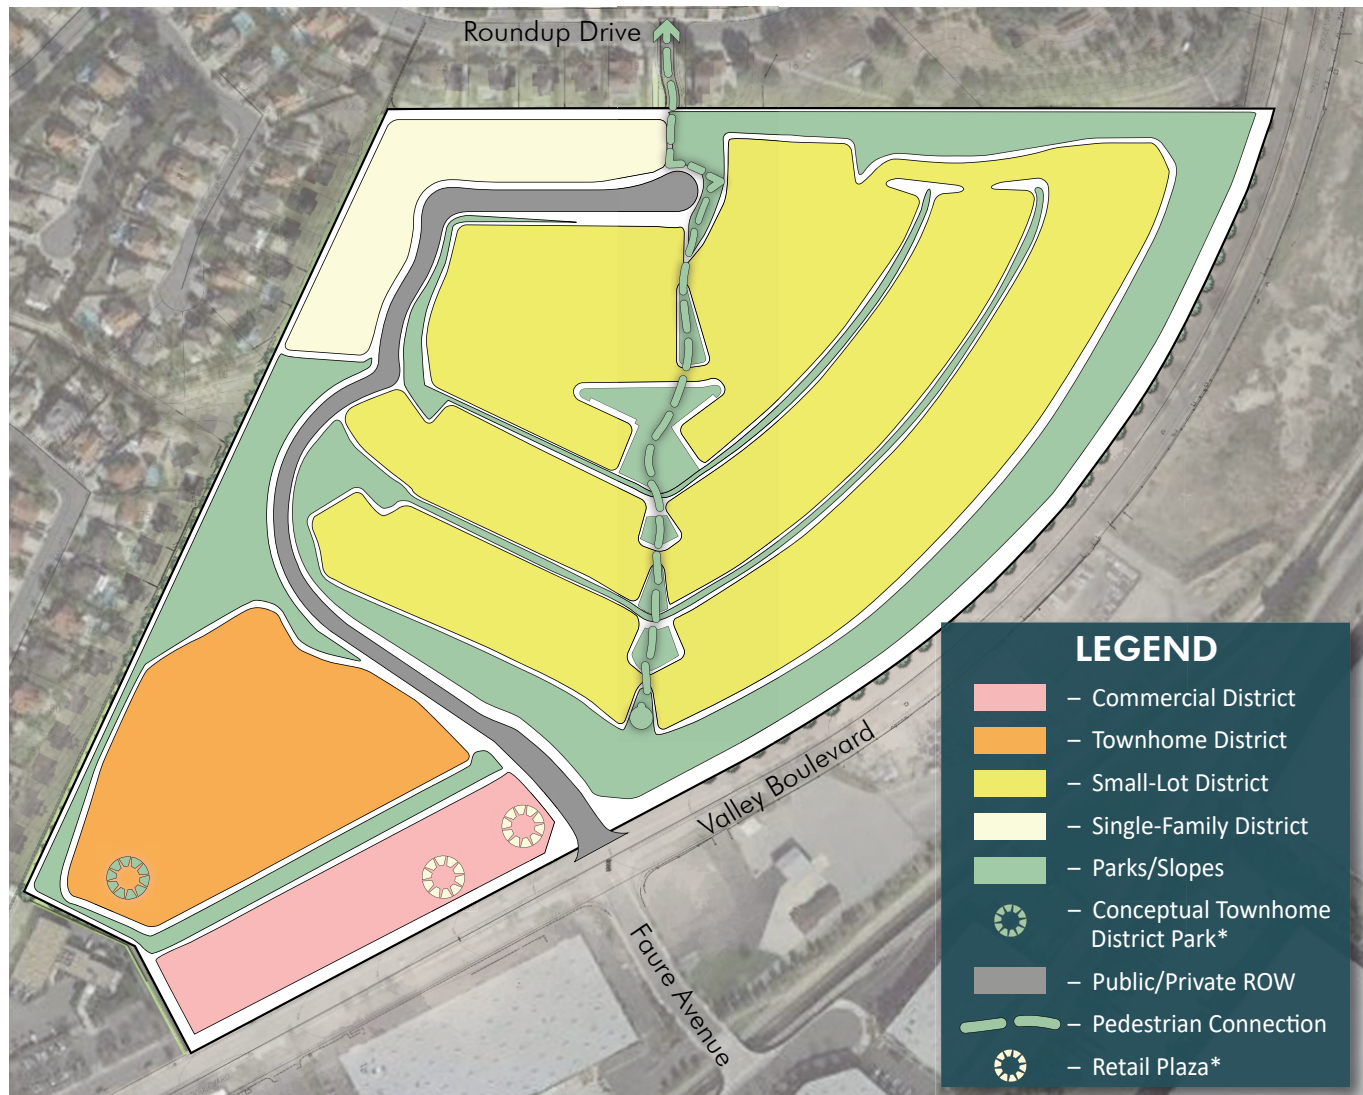 Roundup Drive
Valley Boulevard
Faure Avenue
LEGEND
– Commercial District
– Townhome District
– Small-Lot District
– Single-Family District
– Parks/Slopes
– Conceptual Townhome
District Park*
– Public/Private ROW
– Pedestrian Connection
– Retail Plaza*